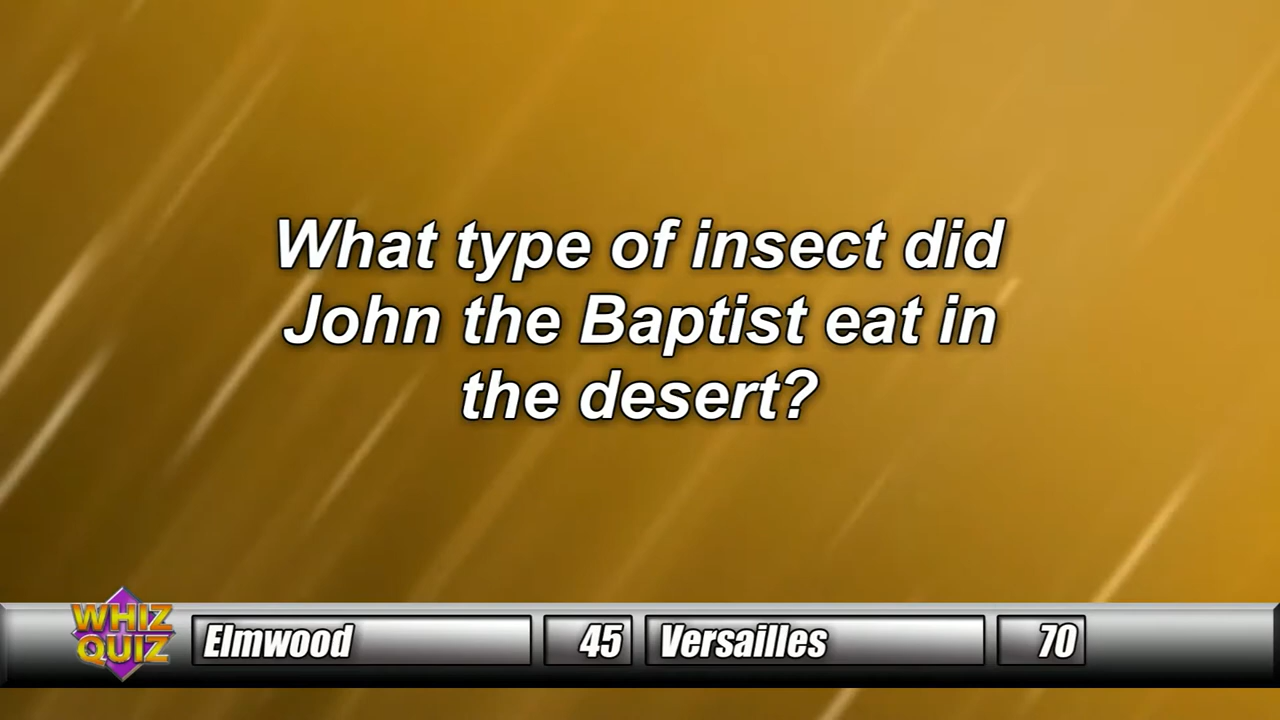 What type of insect did
John the Baptist eat in
the desert?
WHIZ
QUIZ
Elmwood 45 Versailles 70